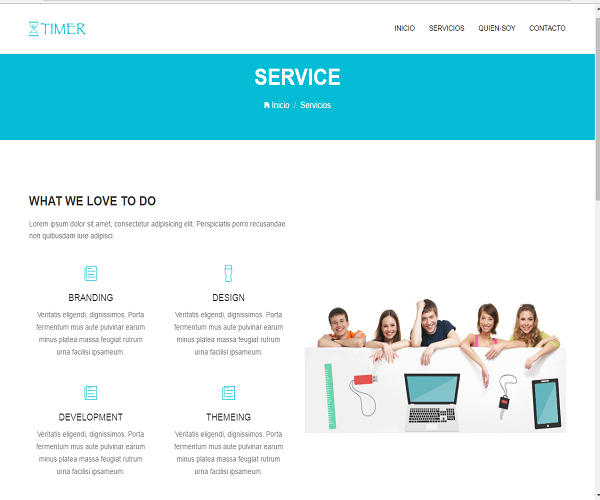 TIMER
INICIO SERVICIOS QUIEN-SOY CONTACTO
SERVICE
Inicio / Servicios
WHAT WE LOVE TO DO
Lorem ipsum dolor sit amet, consectetur adipisicing elit. Perspiciatis porro recusandae
non quibusdam iure adipisci.
BRANDING
Veritatis eligendi, dignissimos. Porta
fermentum mus aute pulvinar earum
minus platea massa feugiat rutrum
urna facilisi ipsameum.
DESIGN
Veritatis eligendi, dignissimos. Porta
fermentum mus aute pulvinar earum
minus platea massa feugiat rutrum
urna facilisi ipsameum.
DEVELOPMENT
Veritatis eligendi, dignissimos. Porta
fermentum mus aute pulvinar earum
minus platea massa feugiat rutrum
urna facilisi ipsameum.
THEMEING
Veritatis eligendi, dignissimos. Porta
fermentum mus aute pulvinar earum
minus platea massa feugiat rutrum
urna facilisi ipsameum.